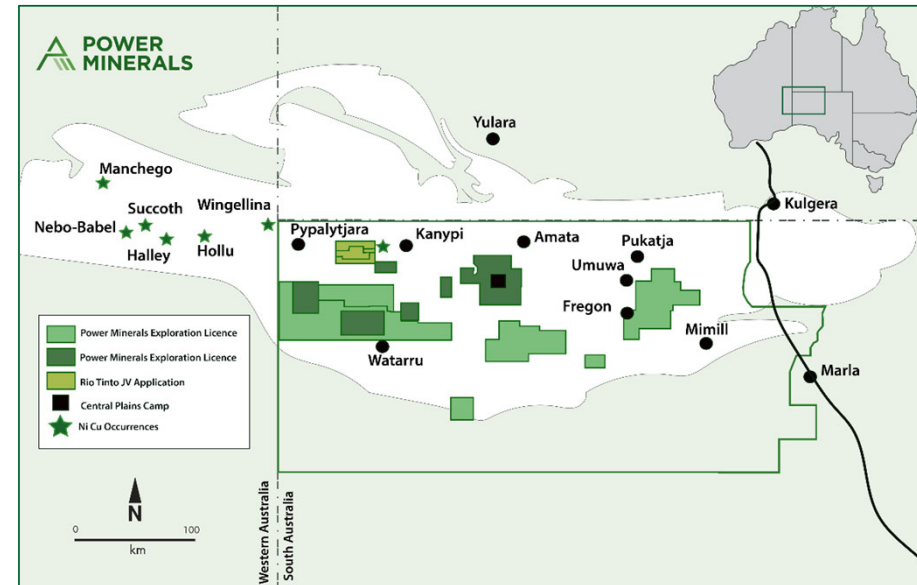 POWER
MINERALS
Yulara
Manchego
Kulgera
Succoth
Wingellina
Nebo-Babel
Halley
Hollu
Pypalytjara
Kanypi
Amata
Pukatja
Umuwa
Fregon
Mimill
Watarru
Marla
Power Minerals Exploration Licence
Power Minerals Exploration Licence
Rio Tinto JV Application
Central Plains Camp
Ni Cu Occurrences
N
0 100
km
Western Australia
South Australia